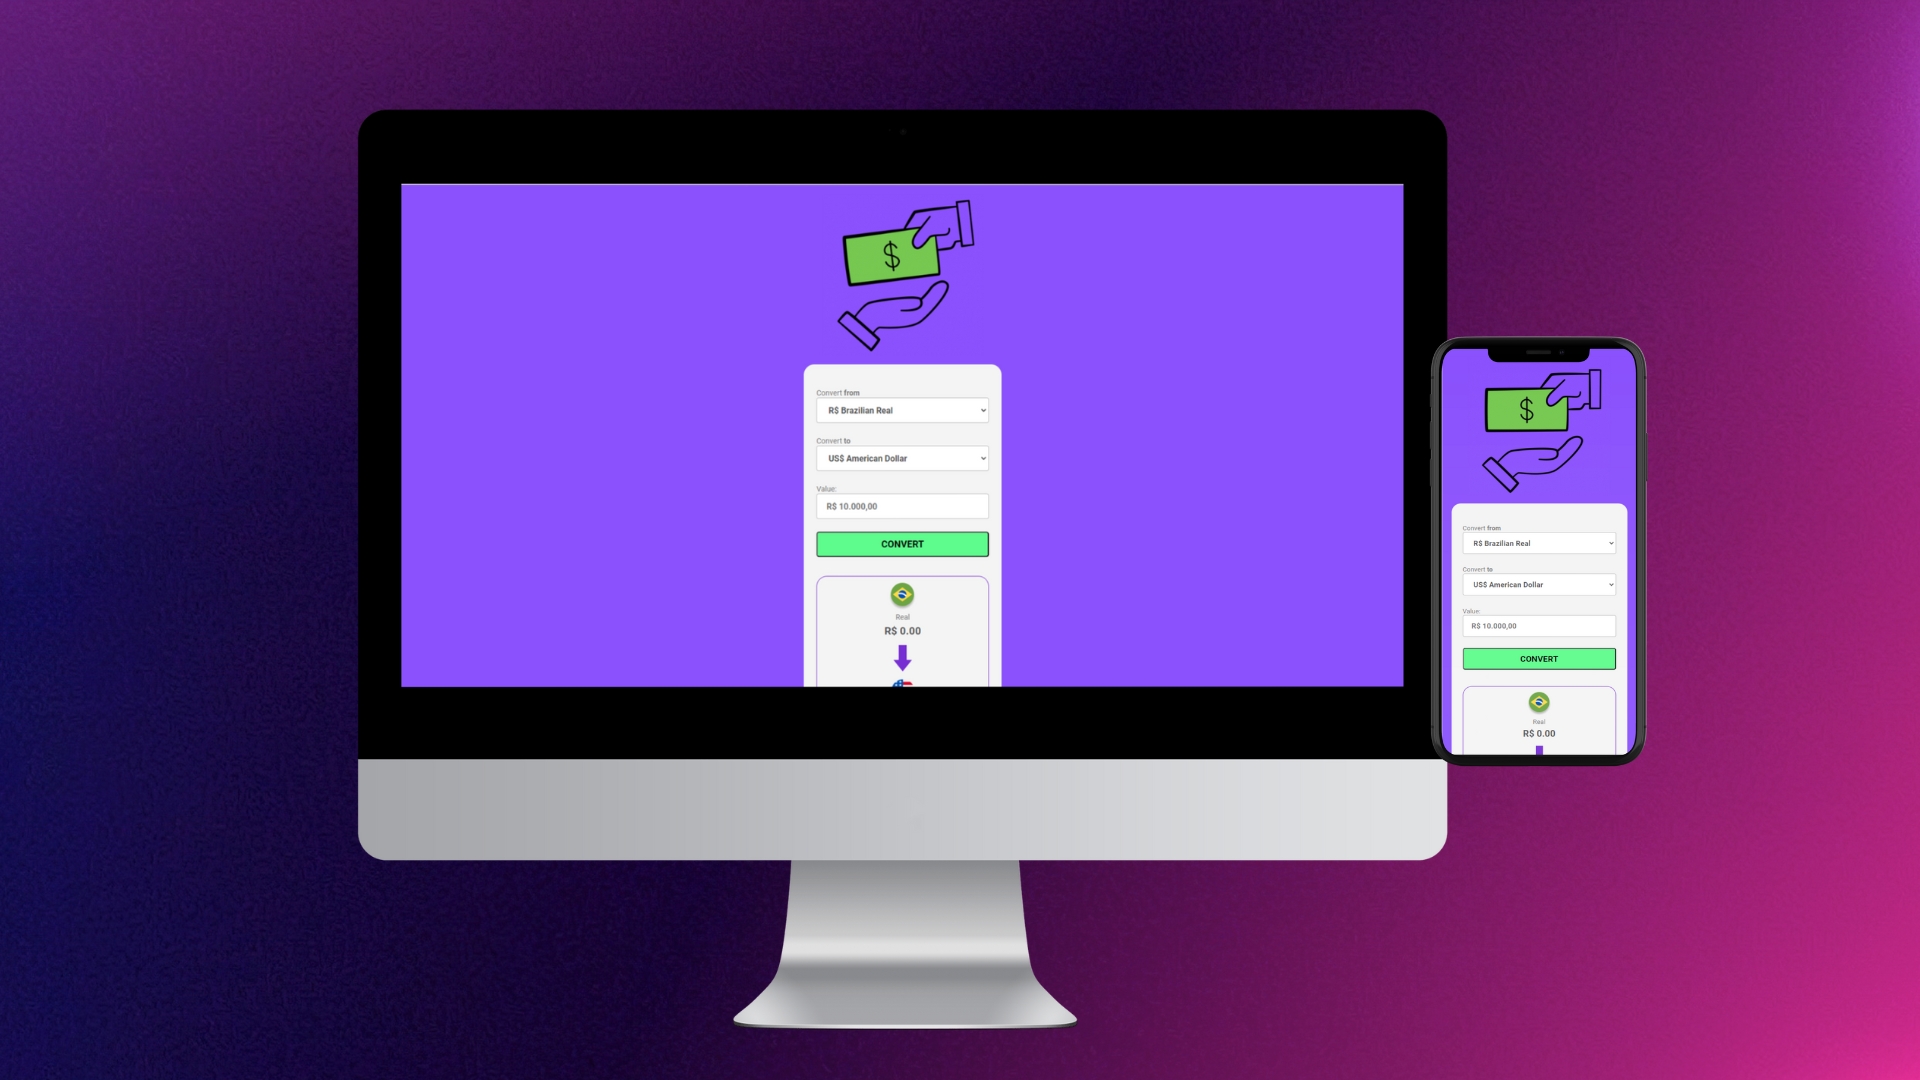 $
Convert from
R$ Brazilian Real
Convert to
US$ American Dollar
Value:
R$ 10.000,00
CONVERT
Real
R$ 0.00
$
Convert from
R$ Brazilian Real
Convert to
US$ American Dollar
Value:
R$ 10.000,00
CONVERT
Real
R$ 0.00